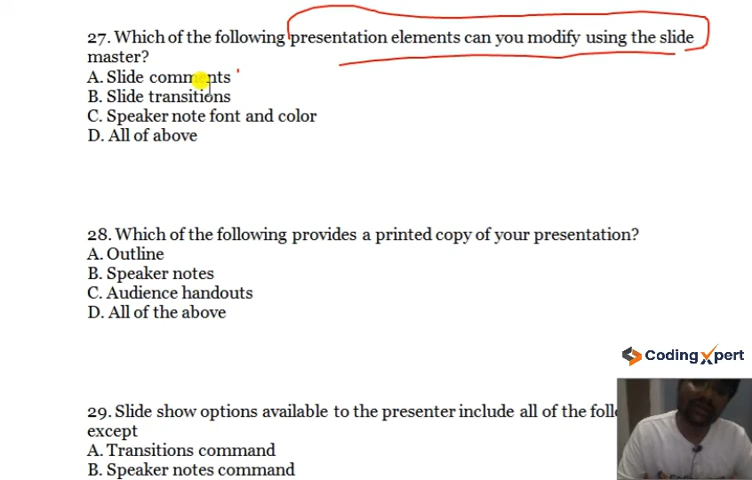 27. Which of the following presentation elements can you modify using the slide
master?
A. Slide comments
B. Slide transitions
C. Speaker note font and color
D. All of above
28. Which of the following provides a printed copy of your presentation?
A. Outline
B. Speaker notes
C. Audience handouts
D. All of the above
Coding Xpert
29. Slide show options available to the presenter include all of the
except
A. Transitions command
B. Speaker notes command